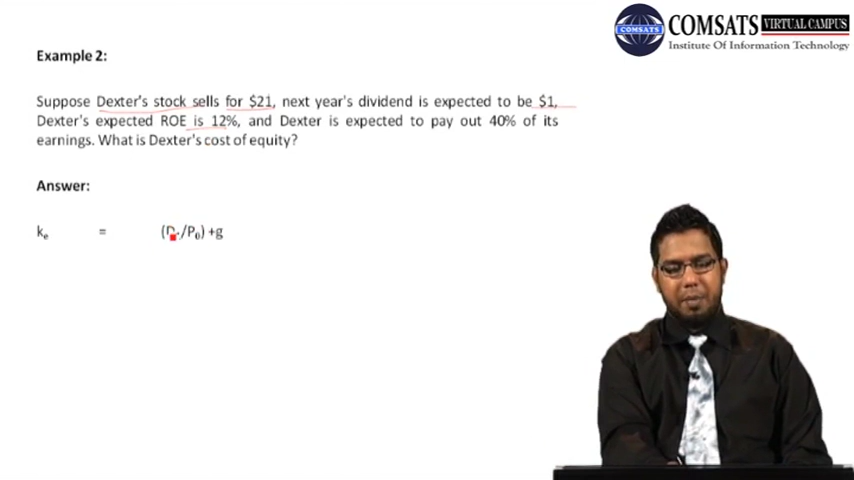 COMSATS VIRTUAL CAMPUS
Institute Of Information Technology
Example 2:
Suppose Dexter's stock sells for $21, next year's dividend is expected to be $1,
Dexter's expected ROE is 12%, and Dexter is expected to pay out 40% of its
earnings. What is Dexter's cost of equity?
Answer:
kₑ = (D₁/P₀) +g